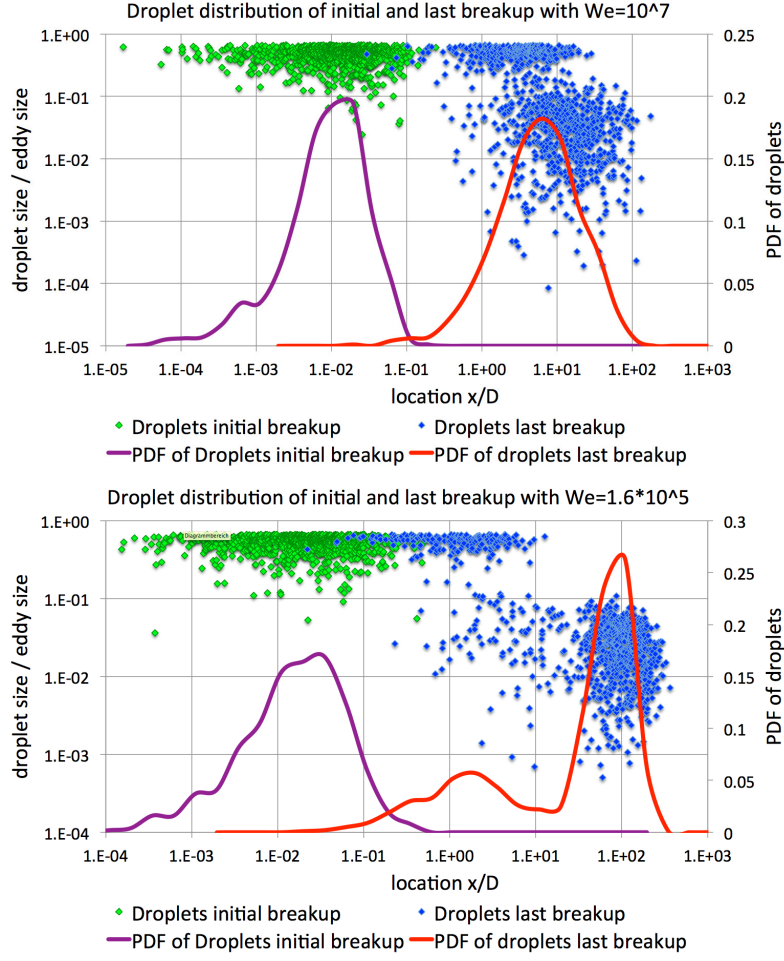 Droplet distribution of initial and last breakup with We=10^7
droplet size / eddy size
1.E+00
1.E-01
1.E-02
1.E-03
1.E-04
1.E-05
0.25
0.2
0.15
0.1
0.05
0
PDF of droplets
1.E-05 1.E-04 1.E-03 1.E-02 1.E-01 1.E+00 1.E+01 1.E+02 1.E+03
location x/D
Droplets initial breakup Droplets last breakup
PDF of Droplets initial breakup PDF of droplets last breakup
Droplet distribution of initial and last breakup with We=1.6*10^5
droplet size / eddy size
1.E+00
1.E-01
1.E-02
1.E-03
1.E-04
Diagrammbereich
0.3
0.25
0.2
0.15
0.1
0.05
0
PDF of droplets
1.E-04 1.E-03 1.E-02 1.E-01 1.E+00 1.E+01 1.E+02 1.E+03
location x/D
Droplets initial breakup Droplets last breakup
PDF of Droplets initial breakup PDF of droplets last breakup